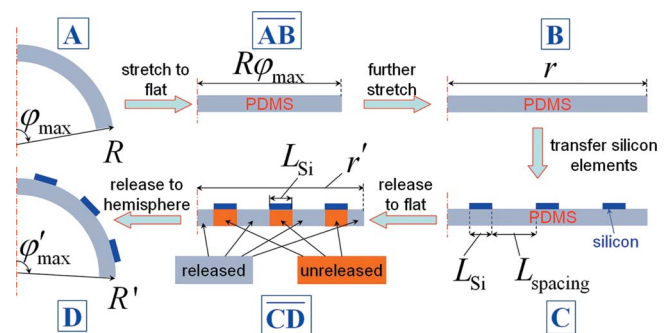 A
AB
B
stretch to
flat
Rφmax
further
stretch
r
PDMS
PDMS
φmax
R
transfer silicon
elements
LSi
r'
release to
hemisphere
release
to flat
PDMS
silicon
φ'max
R'
released
unreleased
LSi
Lspacing
D
CD
C